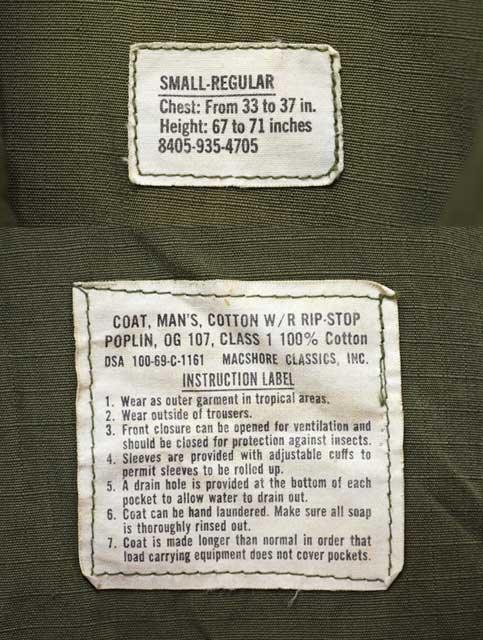 SMALL-REGULAR
Chest: From 33 to 37 in.
Height: 67 to 71 inches
8405-935-4705
COAT, MAN'S, COTTON W/R RIP-STOP
POPLIN, OG 107, CLASS 1 100% Cotton
DSA 100-69-C-1161 MACSHORE CLASSICS, INC.
INSTRUCTION LABEL
1. Wear as outer garment in tropical areas.
2. Wear outside of trousers.
3. Front closure can be opened for ventilation and
should be closed for protection against insects.
4. Sleeves are provided with adjustable cuffs to
permit sleeves to be rolled up.
5. A drain hole is provided at the bottom of each
pocket to allow water to drain out.
6. Coat can be hand laundered. Make sure all soap
is thoroughly rinsed out.
7. Coat is made longer than normal in order that
load carrying equipment does not cover pockets.